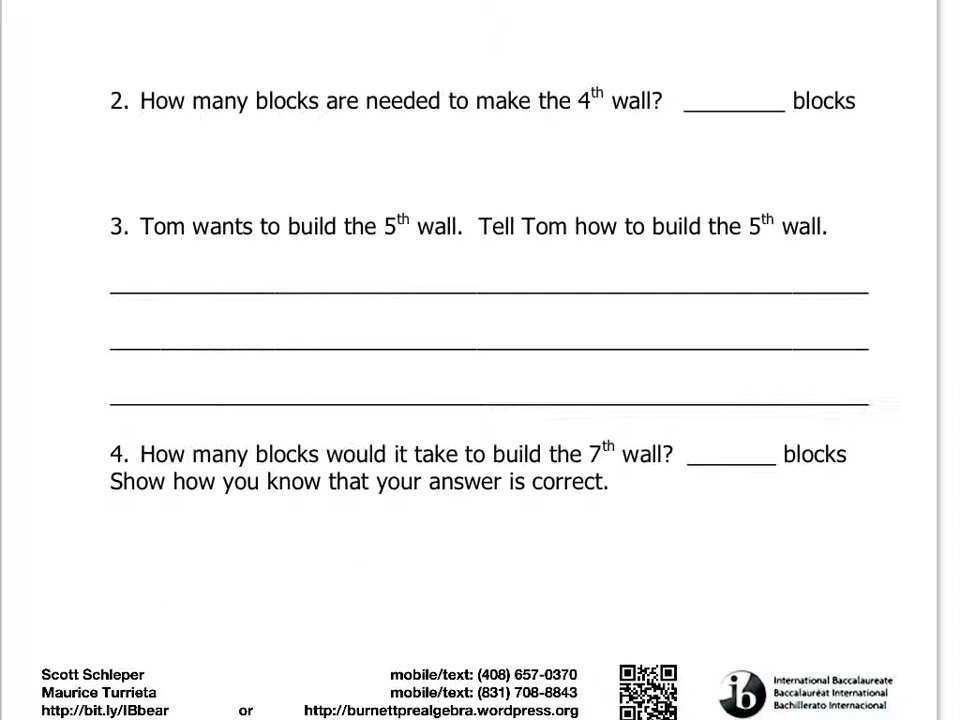 2. How many blocks are needed to make the 4th wall? ________ blocks
3. Tom wants to build the 5th wall. Tell Tom how to build the 5th wall.
4. How many blocks would it take to build the 7th wall? _______ blocks
Show how you know that your answer is correct.
Scott Schleper mobile/text: (408) 657-0370
Maurice Turrieta mobile/text: (831) 708-8843
http://bit.ly/IBbear or http://burnettprealgebra.wordpress.org
ib
International Baccalaureate
Baccalauréat International
Bachillerato Internacional